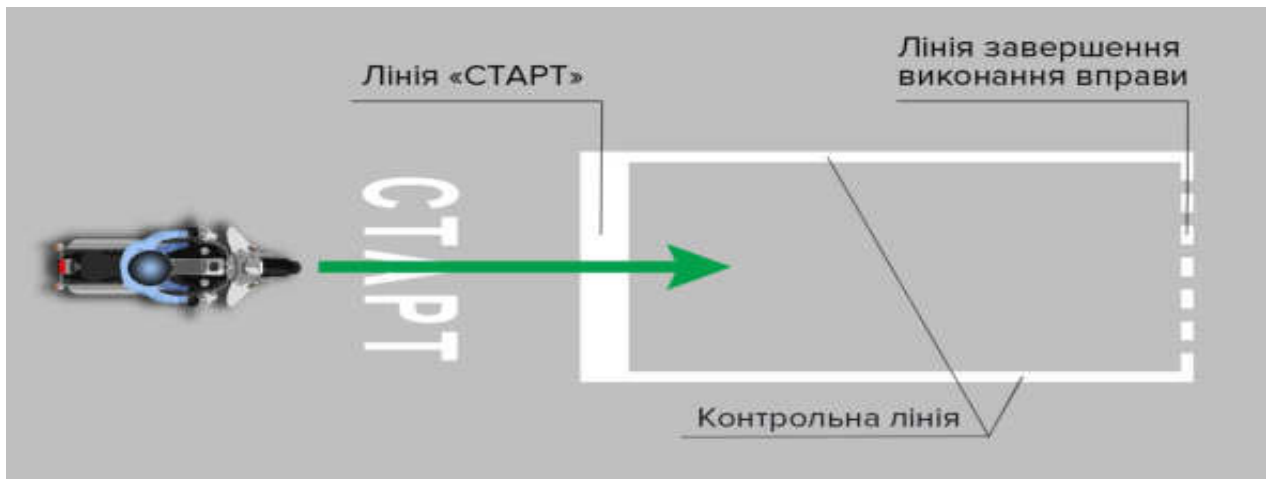 Лінія «СТАРТ»
Лінія завершення
виконання вправи
СТАРТ
Контрольна лінія